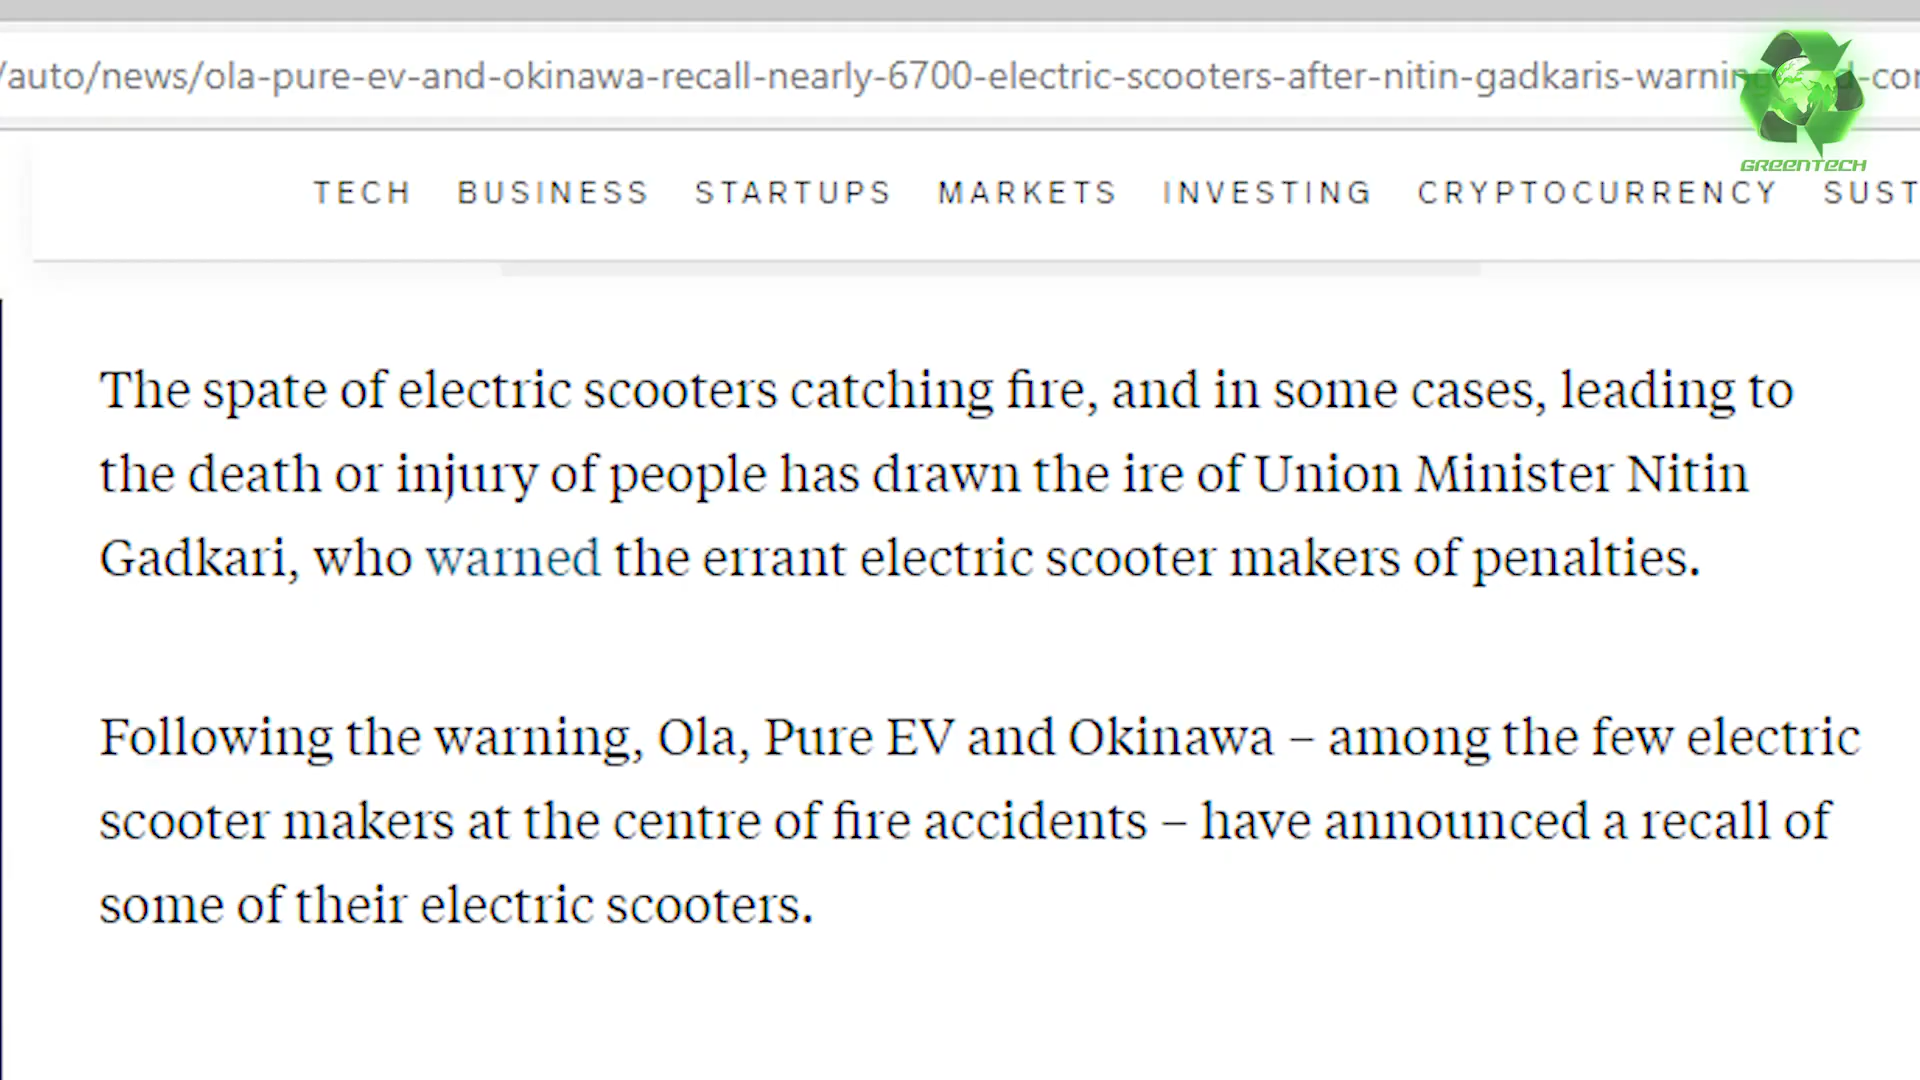 /auto/news/ola-pure-ev-and-okinawa-recall-nearly-6700-electric-scooters-after-nitin-gadkaris-warning
GREENTECH
TECH BUSINESS STARTUPS MARKETS INVESTING CRYPTOCURRENCY SUST
The spate of electric scooters catching fire, and in some cases, leading to
the death or injury of people has drawn the ire of Union Minister Nitin
Gadkari, who warned the errant electric scooter makers of penalties.
Following the warning, Ola, Pure EV and Okinawa – among the few electric
scooter makers at the centre of fire accidents – have announced a recall of
some of their electric scooters.